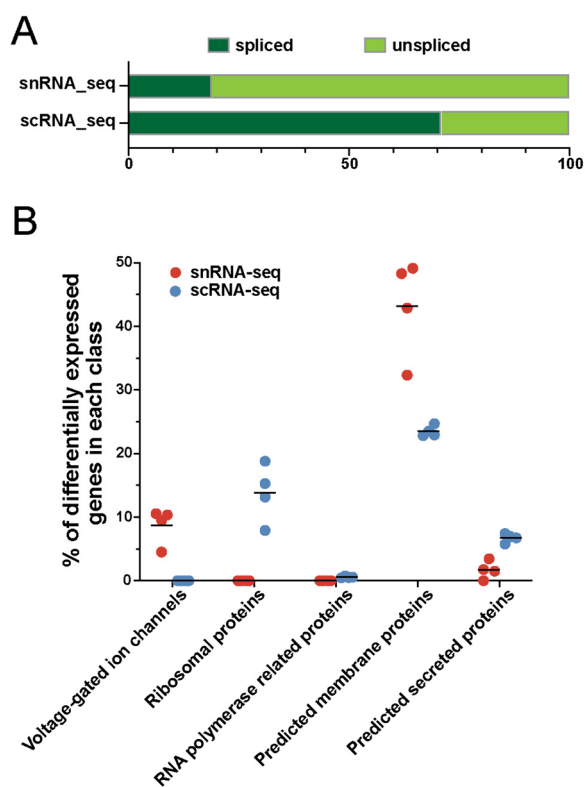 A
spliced
unspliced
snRNA_seq
scRNA_seq
0
50
100
B
% of differentially expressed
genes in each class
50
40
30
20
10
0
snRNA-seq
scRNA-seq
Voltage-gated ion channels
Ribosomal proteins
RNA polymerase related proteins
Predicted membrane proteins
Predicted secreted proteins